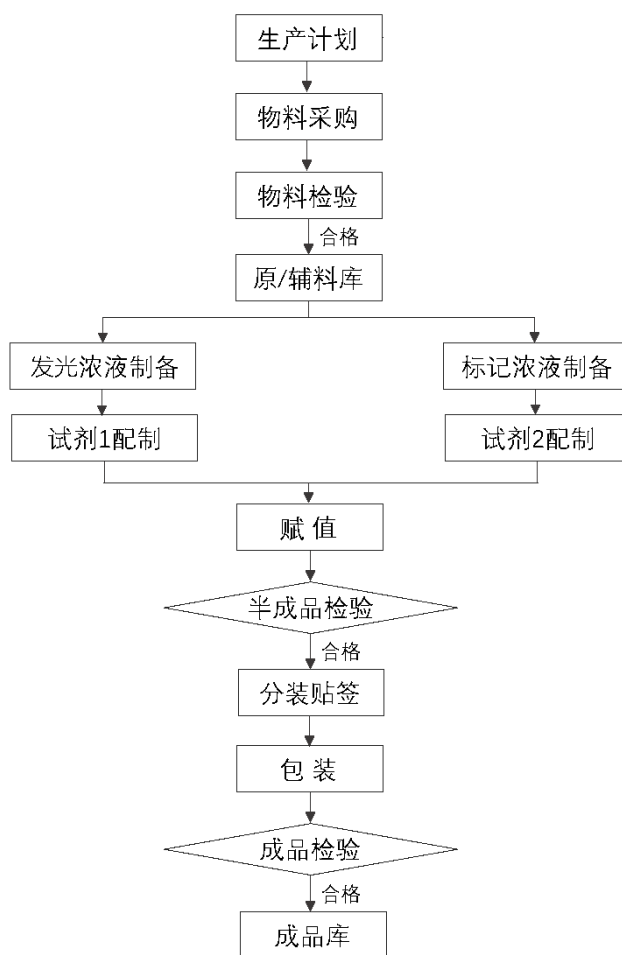 生产计划
物料采购
物料检验
合格
原/辅料库
发光浓液制备
标记浓液制备
试剂1配制
试剂2配制
赋 值
半成品检验
合格
分装贴签
包 装
成品检验
合格
成品库